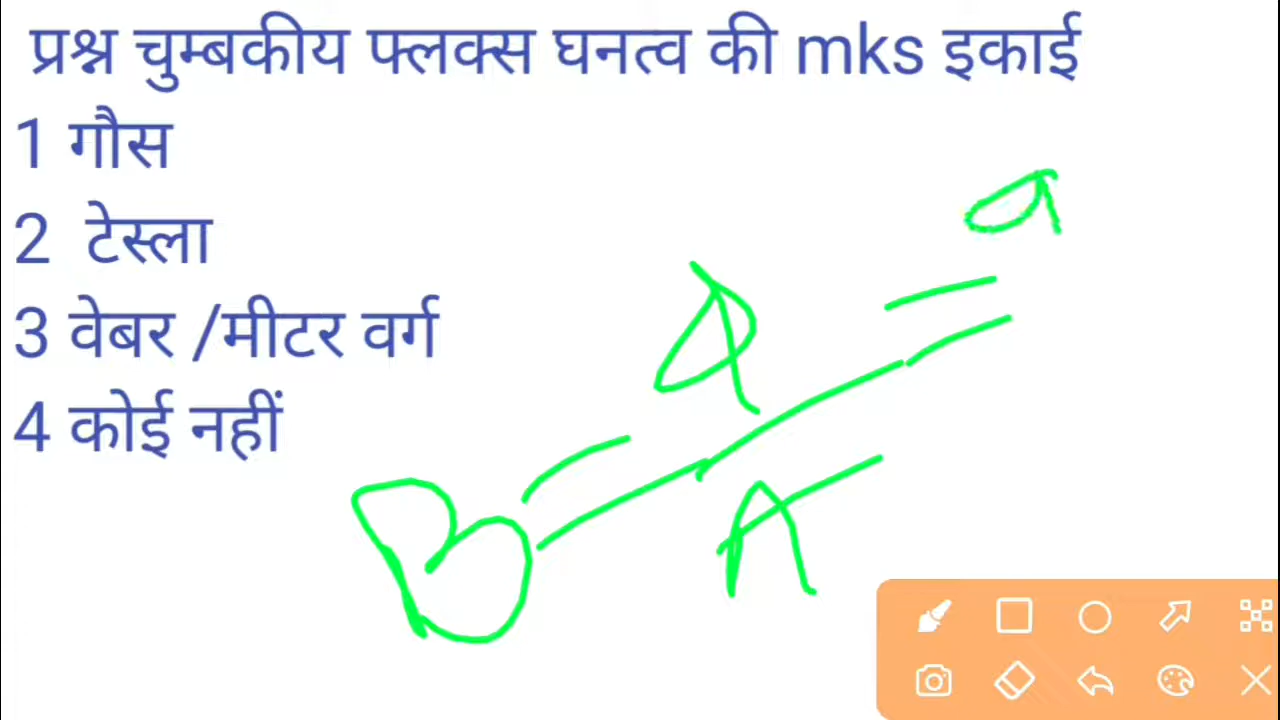 प्रश्न चुम्बकीय फ्लक्स घनत्व की mks इकाई
1 गौस
2 टेस्ला
3 वेबर /मीटर वर्ग
4 कोई नहीं
B = ϕ / A =